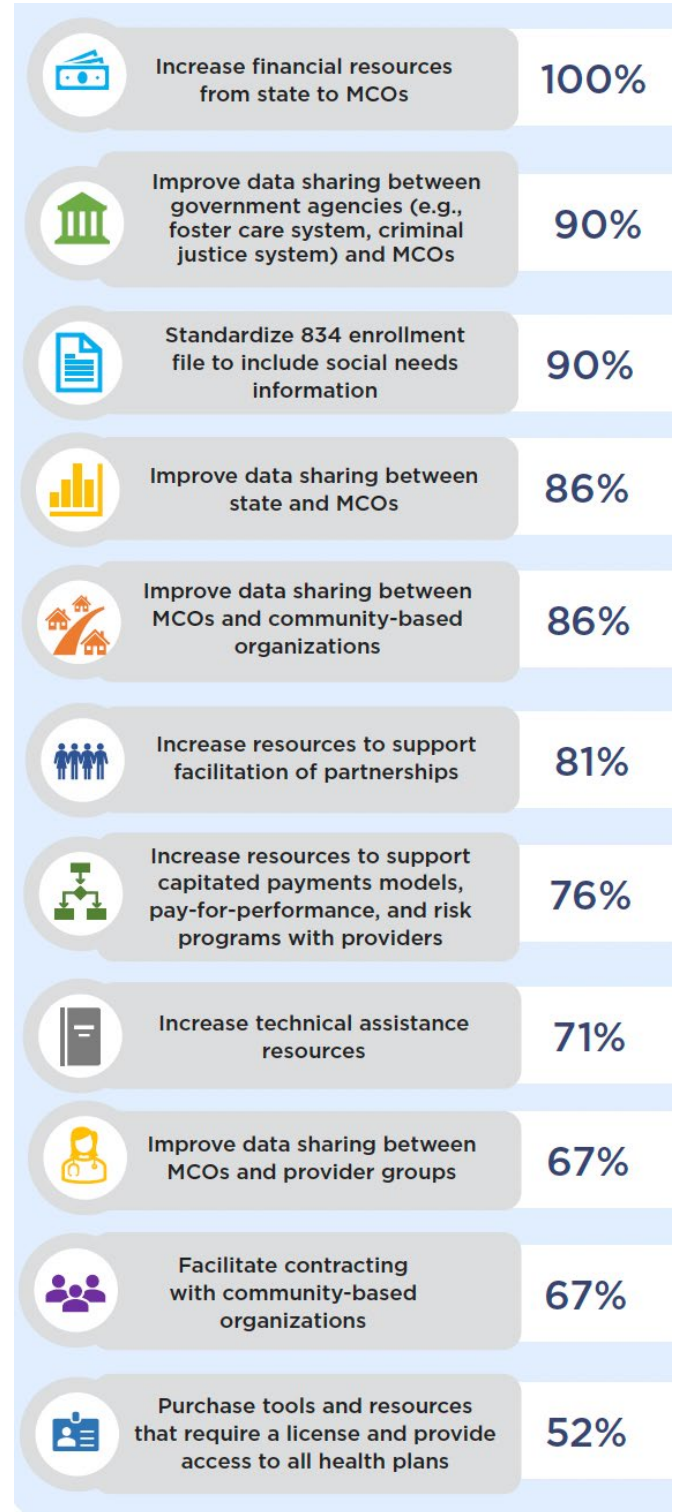 Increase financial resources
from state to MCOs
100%
Improve data sharing between
government agencies (e.g.,
foster care system, criminal
justice system) and MCOs
90%
Standardize 834 enrollment
file to include social needs
information
90%
Improve data sharing between
state and MCOs
86%
Improve data sharing between
MCOs and community-based
organizations
86%
Increase resources to support
facilitation of partnerships
81%
Increase resources to support
capitated payments models,
pay-for-performance, and risk
programs with providers
76%
Increase technical assistance
resources
71%
Improve data sharing between
MCOs and provider groups
67%
Facilitate contracting
with community-based
organizations
67%
Purchase tools and resources
that require a license and provide
access to all health plans
52%